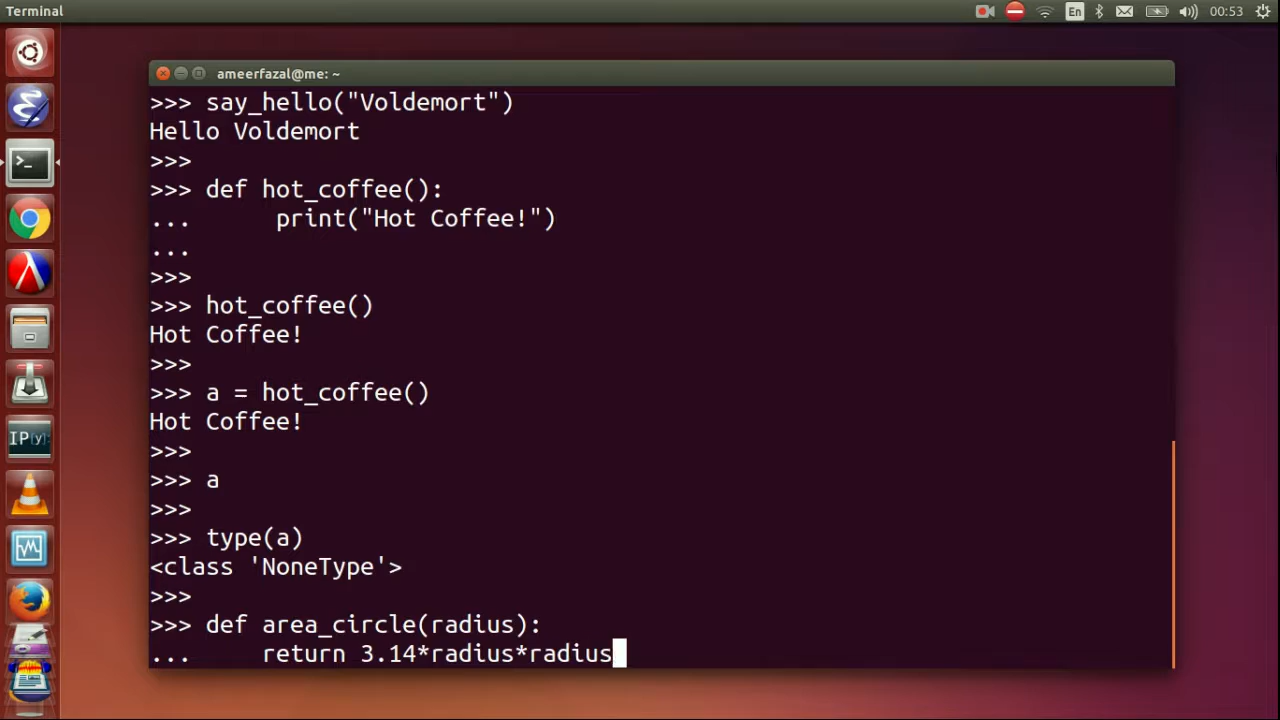 Terminal
En
00:53
ameerfazal@me: ~
>>> say_hello("Voldemort")
Hello Voldemort
>>>
>>> def hot_coffee():
...      print("Hot Coffee!")
...
>>>
>>> hot_coffee()
Hot Coffee!
>>>
>>> a = hot_coffee()
Hot Coffee!
>>>
>>> a
>>>
>>> type(a)
<class 'NoneType'>
>>>
>>> def area_circle(radius):
...     return 3.14*radius*radius
>_
IP[y]: